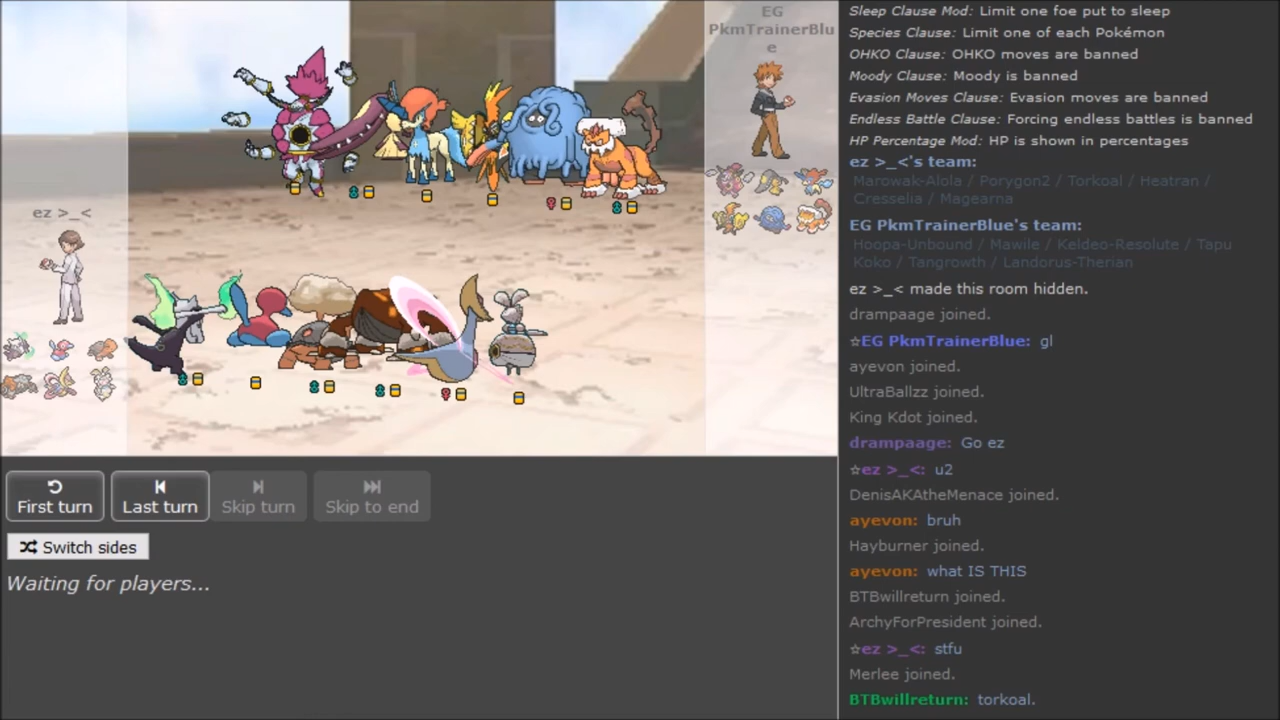 EG
PkmTrainerBlu
e
ez >_<
First turn
Last turn
Skip turn
Skip to end
Switch sides
Waiting for players...
Sleep Clause Mod: Limit one foe put to sleep
Species Clause: Limit one of each Pokémon
OHKO Clause: OHKO moves are banned
Moody Clause: Moody is banned
Evasion Moves Clause: Evasion moves are banned
Endless Battle Clause: Forcing endless battles is banned
HP Percentage Mod: HP is shown in percentages
ez >_<'s team:
Marowak-Alola / Porygon2 / Torkoal / Heatran /
Cresselia / Magearna
EG PkmTrainerBlue's team:
Hoopa-Unbound / Mawile / Keldeo-Resolute / Tapu
Koko / Tangrowth / Landorus-Therian
ez >_< made this room hidden.
drampaage joined.
☆EG PkmTrainerBlue: gl
ayevon joined.
UltraBallzz joined.
King Kdot joined.
drampaage: Go ez
☆ez >_<: u2
DenisAKAtheMenace joined.
ayevon: bruh
Hayburner joined.
ayevon: what IS THIS
BTBwillreturn joined.
ArchyForPresident joined.
☆ez >_<: stfu
Merlee joined.
BTBwillreturn: torkoal.